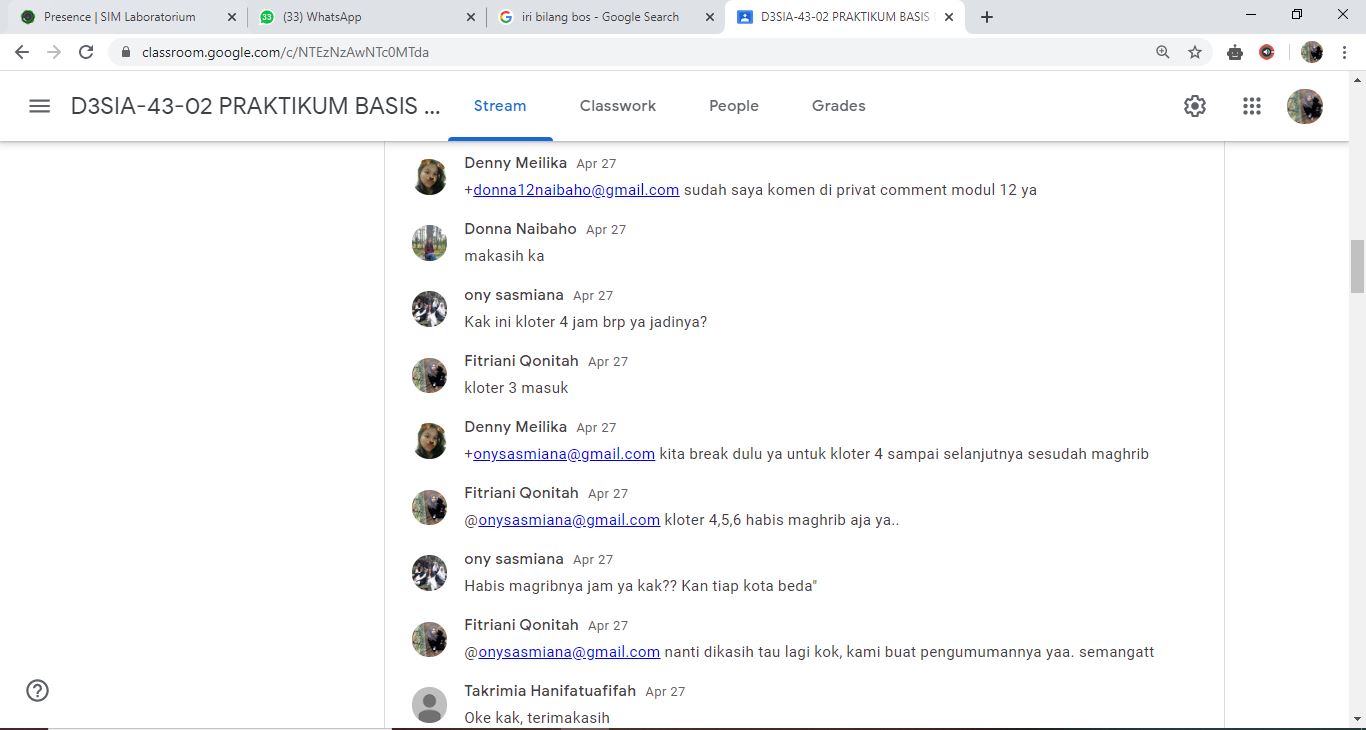 Presence | SIM Laboratorium
33
(33) WhatsApp
iri bilang bos - Google Search
D3SIA-43-02 PRAKTIKUM BASIS
classroom.google.com/c/NTEzNzAwNTc0MTda
D3SIA-43-02 PRAKTIKUM BASIS ...
Stream
Classwork
People
Grades
Denny Meilika Apr 27
+donna12naibaho@gmail.com sudah saya komen di privat comment modul 12 ya
Donna Naibaho Apr 27
makasih ka
ony sasmiana Apr 27
Kak ini kloter 4 jam brp ya jadinya?
Fitriani Qonitah Apr 27
kloter 3 masuk
Denny Meilika Apr 27
+onysasmiana@gmail.com kita break dulu ya untuk kloter 4 sampai selanjutnya sesudah maghrib
Fitriani Qonitah Apr 27
@onysasmiana@gmail.com kloter 4,5,6 habis maghrib aja ya..
ony sasmiana Apr 27
Habis magribnya jam ya kak?? Kan tiap kota beda"
Fitriani Qonitah Apr 27
@onysasmiana@gmail.com nanti dikasih tau lagi kok, kami buat pengumumannya yaa. semangatt
Takrimia Hanifatuafifah Apr 27
Oke kak, terimakasih